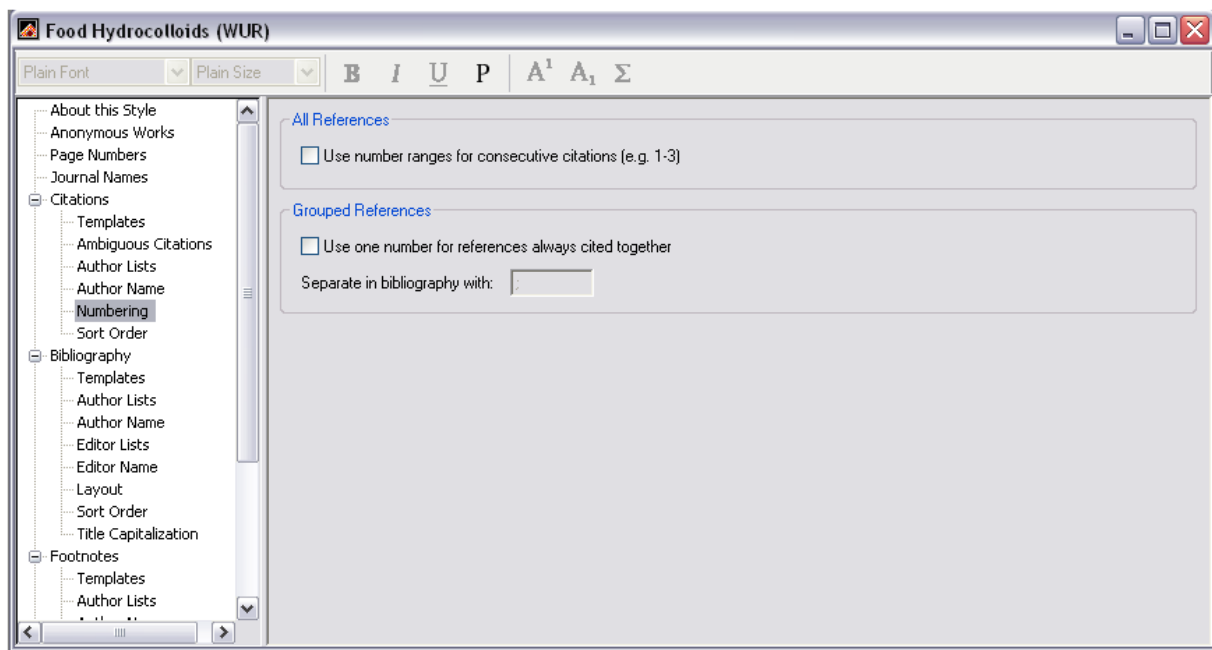 Food Hydrocolloids (WUR)
Plain Font Plain Size B I U P A1 A1 Σ
About this Style
Anonymous Works
Page Numbers
Journal Names
Citations
Templates
Ambiguous Citations
Author Lists
Author Name
Numbering
Sort Order
Bibliography
Templates
Author Lists
Author Name
Editor Lists
Editor Name
Layout
Sort Order
Title Capitalization
Footnotes
Templates
Author Lists
All References
Use number ranges for consecutive citations (e.g. 1-3)
Grouped References
Use one number for references always cited together
Separate in bibliography with: ;